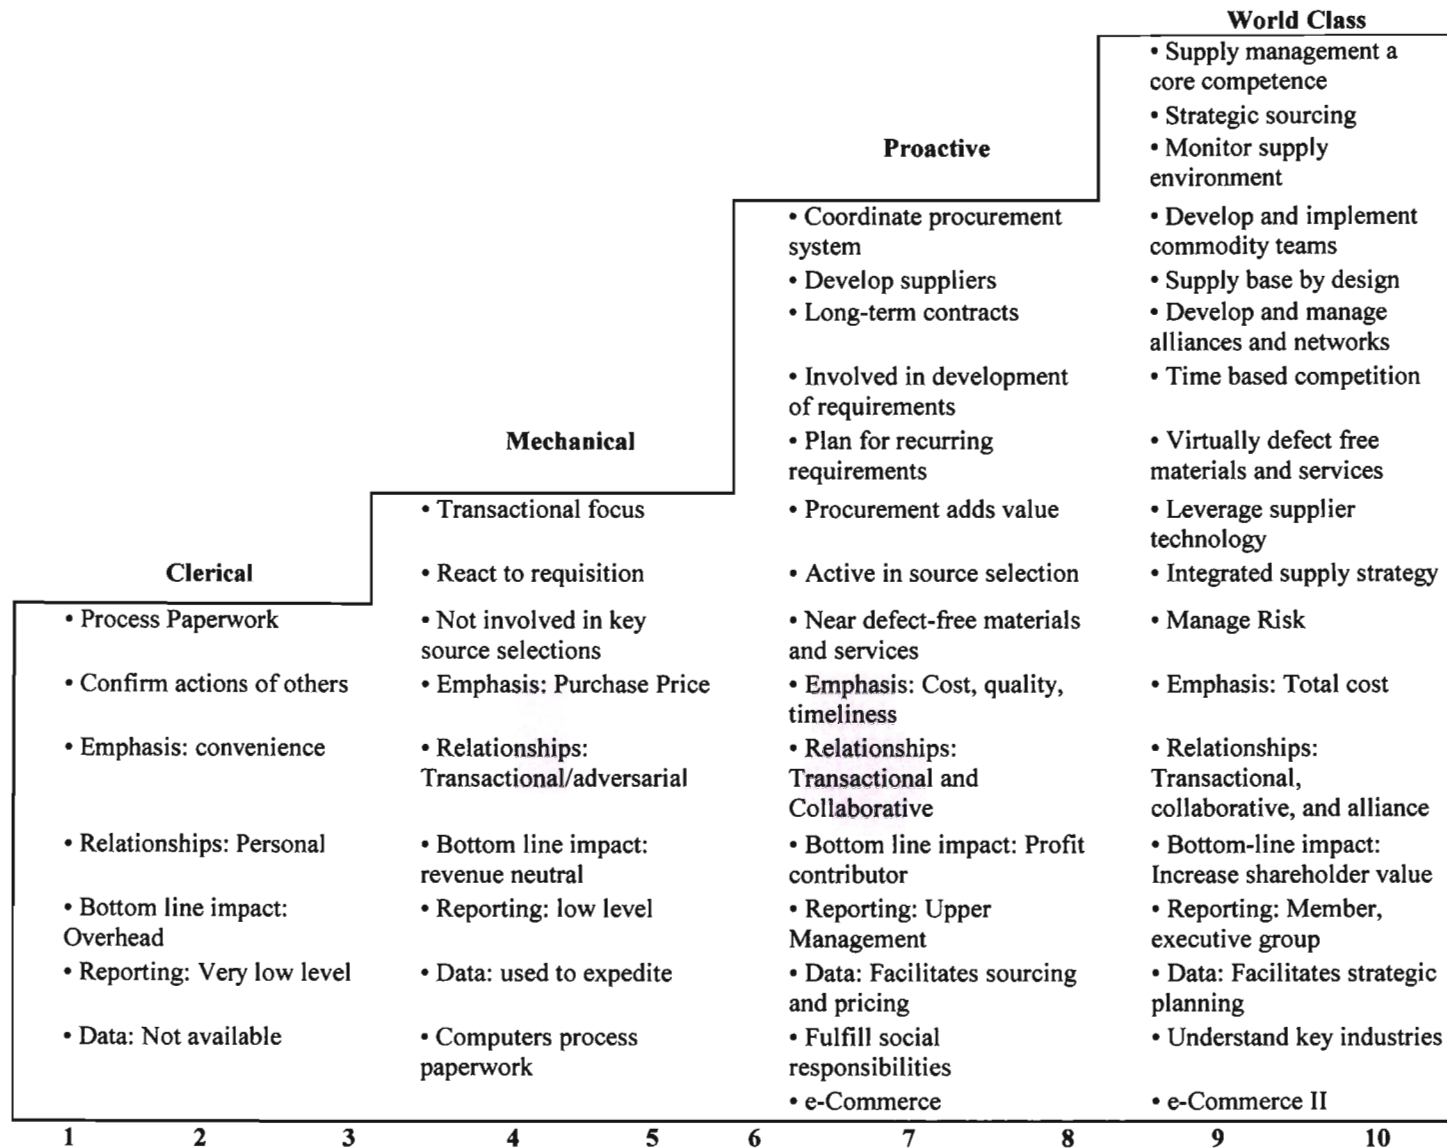 World Class
• Supply management a
core competence
• Strategic sourcing
• Monitor supply
environment
• Develop and implement
commodity teams
• Supply base by design
• Develop and manage
alliances and networks
• Time based competition
• Virtually defect free
materials and services
• Leverage supplier
technology
• Integrated supply strategy
• Manage Risk
• Emphasis: Total cost
• Relationships:
Transactional,
collaborative, and alliance
• Bottom-line impact:
Increase shareholder value
• Reporting: Member,
executive group
• Data: Facilitates strategic
planning
• Understand key industries
• e-Commerce II
Proactive
• Coordinate procurement
system
• Develop suppliers
• Long-term contracts
• Involved in development
of requirements
• Plan for recurring
requirements
• Procurement adds value
• Active in source selection
• Near defect-free materials
and services
• Emphasis: Cost, quality,
timeliness
• Relationships:
Transactional and
Collaborative
• Bottom line impact: Profit
contributor
• Reporting: Upper
Management
• Data: Facilitates sourcing
and pricing
• Fulfill social
responsibilities
• e-Commerce
Mechanical
• Transactional focus
• React to requisition
• Not involved in key
source selections
• Emphasis: Purchase Price
• Relationships:
Transactional/adversarial
• Bottom line impact:
revenue neutral
• Reporting: low level
• Data: used to expedite
• Computers process
paperwork
Clerical
• Process Paperwork
• Confirm actions of others
• Emphasis: convenience
• Relationships: Personal
• Bottom line impact:
Overhead
• Reporting: Very low level
• Data: Not available
1 2 3 4 5 6 7 8 9 10